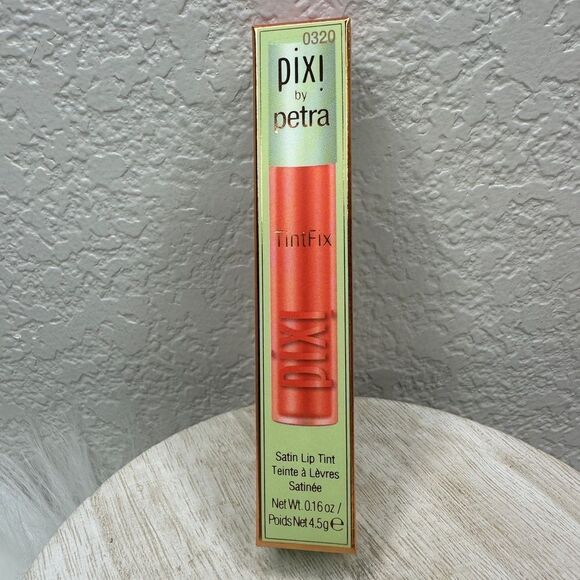 0320
pixi
by
petra
TintFix
pixi
Satin Lip Tint
Teinte à Lèvres
Satinée
Net Wt. 0.16 oz /
Poids Net 4.5g e